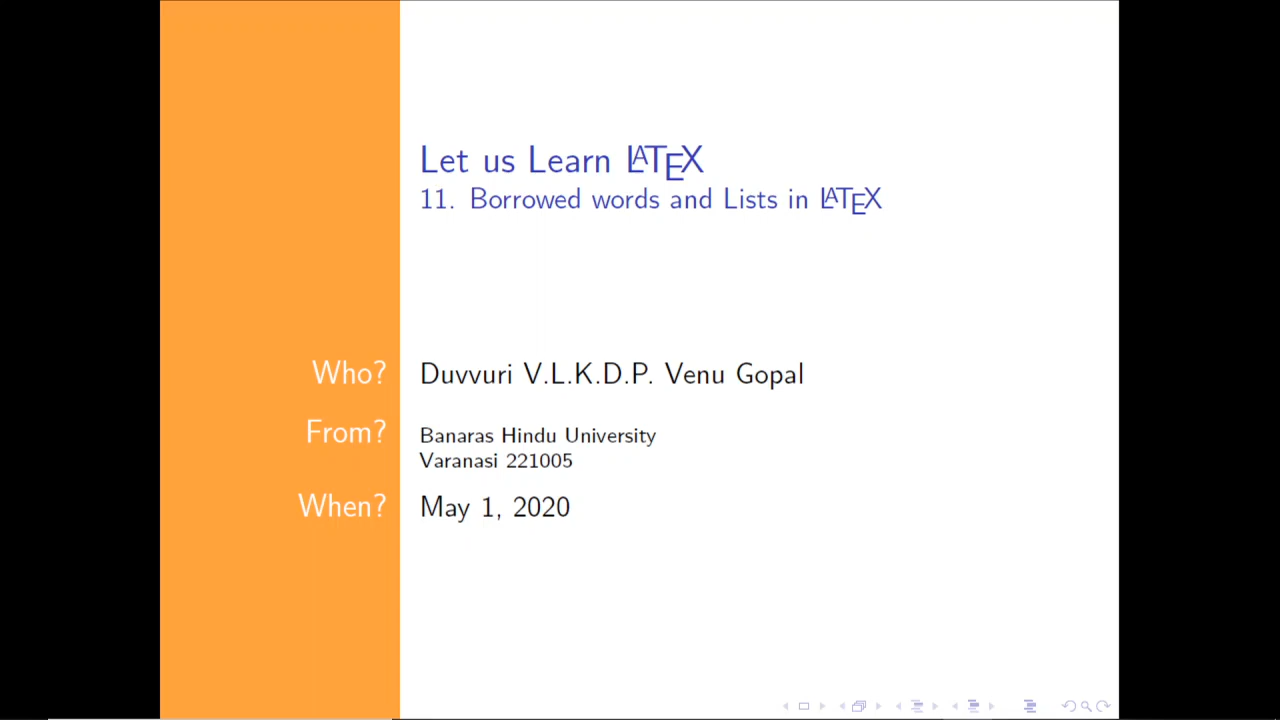 Let us Learn LATEX
11. Borrowed words and Lists in LATEX
Who? Duvvuri V.L.K.D.P. Venu Gopal
From? Banaras Hindu University
Varanasi 221005
When? May 1, 2020